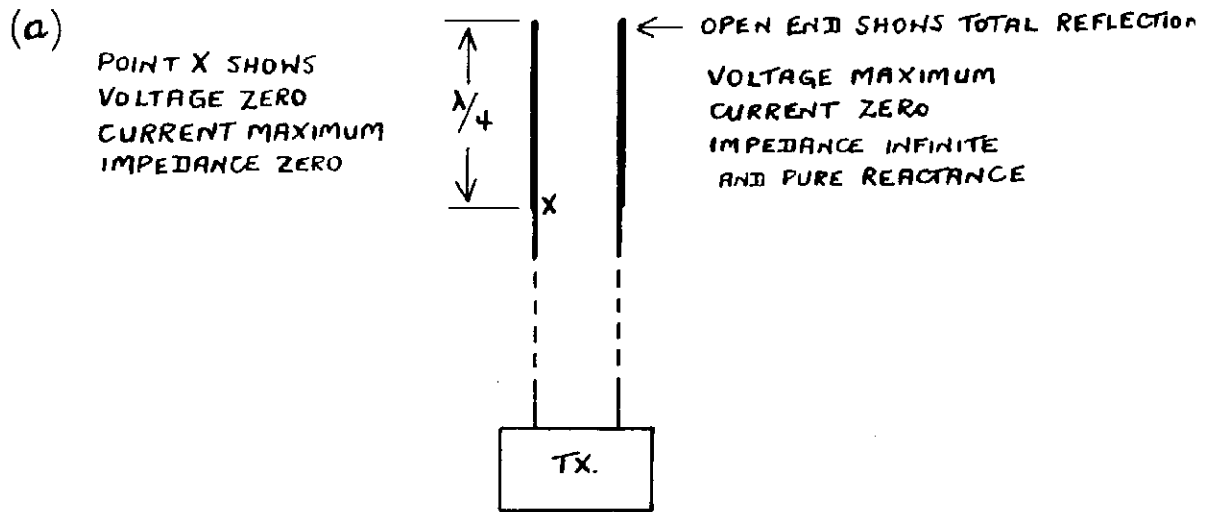 (a)
POINT X SHOWS
VOLTAGE ZERO
CURRENT MAXIMUM
IMPEDANCE ZERO
λ/4
X
OPEN END SHOWS TOTAL REFLECTION
VOLTAGE MAXIMUM
CURRENT ZERO
IMPEDANCE INFINITE
AND PURE REACTANCE
TX.